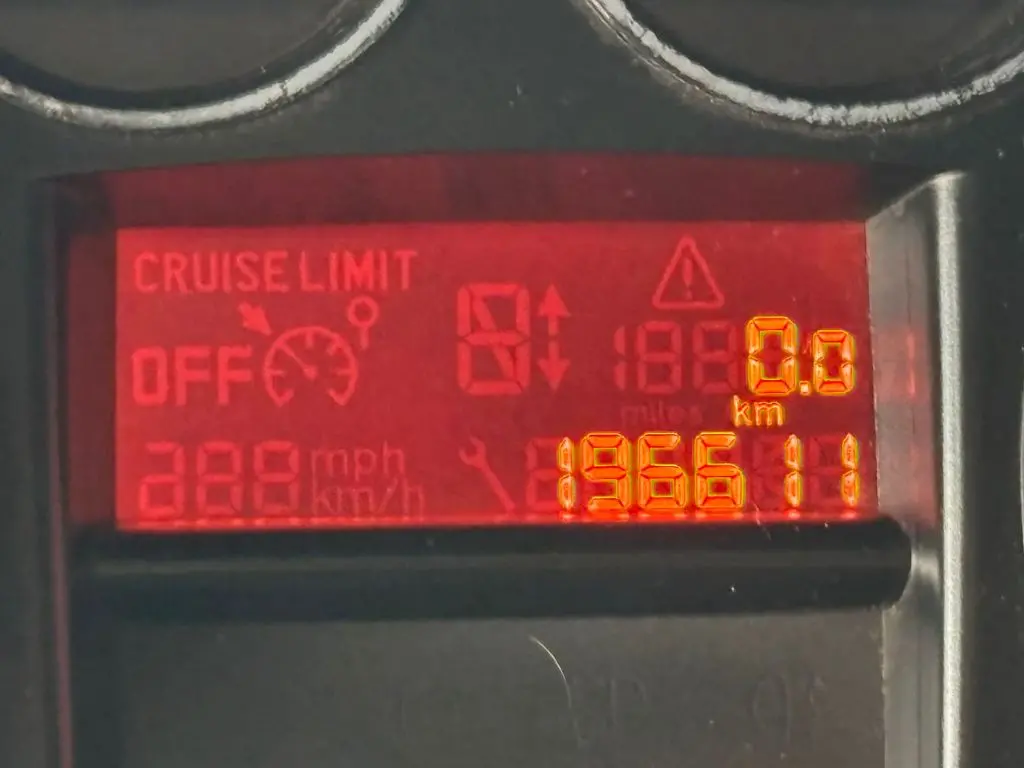 CRUISE LIMIT
OFF
0.0
miles km
mph
km/h
196611